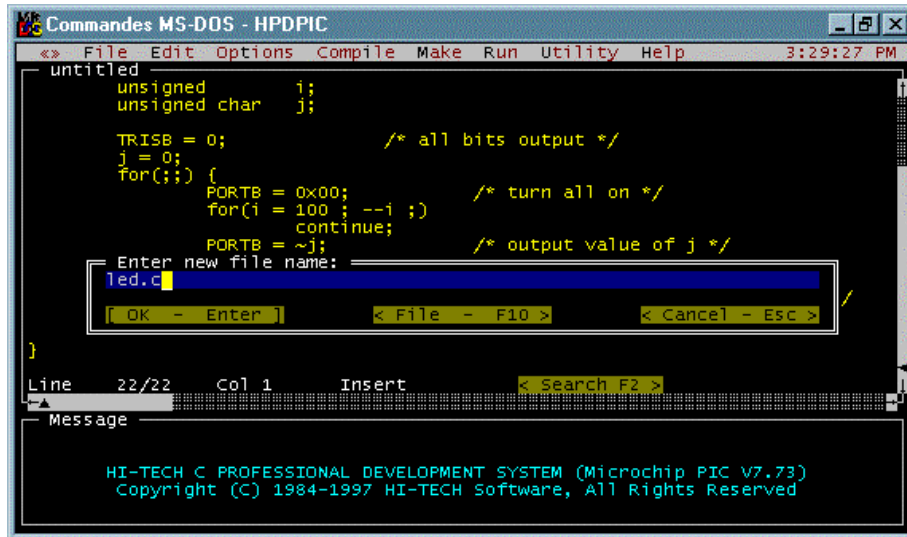 Commandes MS-DOS - HPDPIC
«» File Edit Options Compile Make Run Utility Help 3:29:27 PM
untitled
unsigned i;
unsigned char j;
TRISB = 0; /* all bits output */
j = 0;
for(;;) {
PORTB = 0x00; /* turn all on */
for(i = 100 ; --i ;)
continue;
PORTB = ~j; /* output value of j */
Enter new file name:
led.c
[ OK - Enter ] < File - F10 > < Cancel - Esc >
/
}
Line 22/22 Col 1 Insert < Search F2 >
Message
HI-TECH C PROFESSIONAL DEVELOPMENT SYSTEM (Microchip PIC V7.73)
Copyright (C) 1984-1997 HI-TECH Software, All Rights Reserved